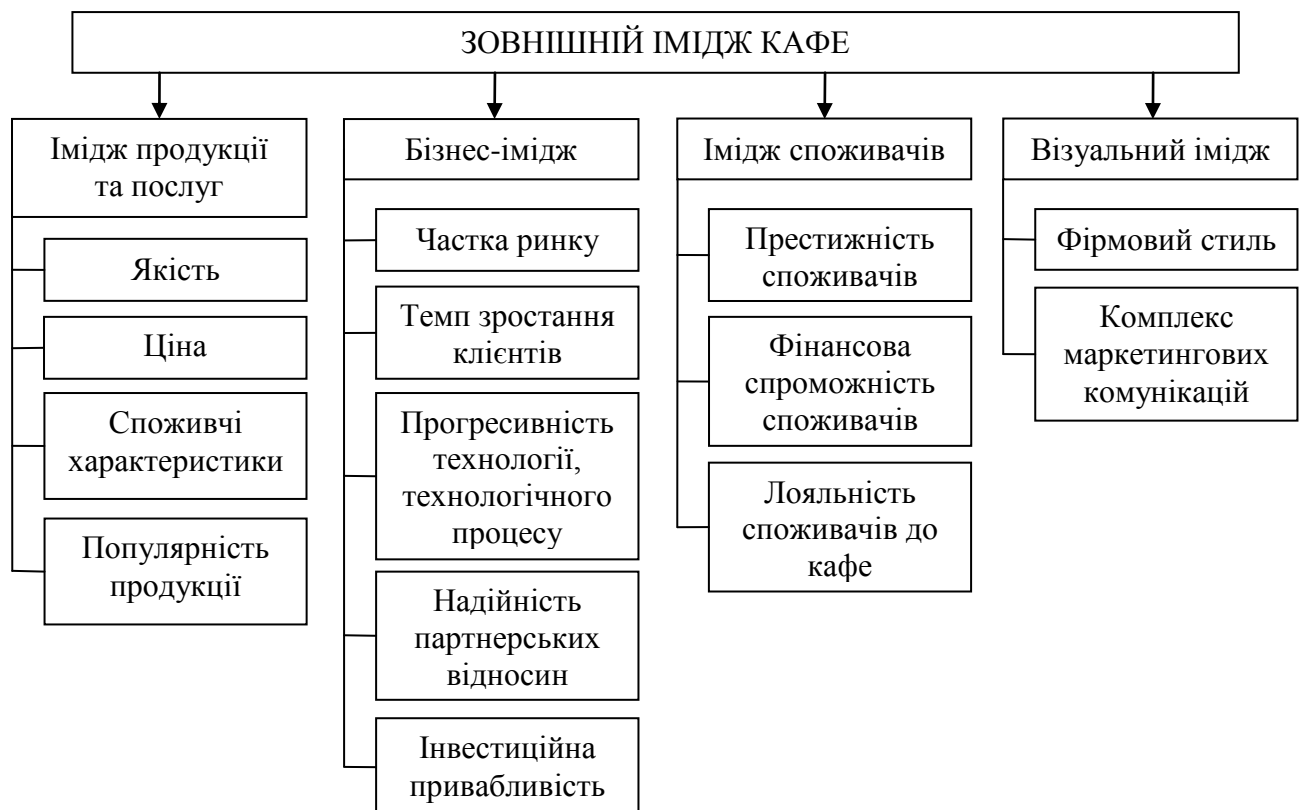 ЗОВНІШНІЙ ІМІДЖ КАФЕ
Імідж продукції
та послуг
Якість
Ціна
Споживчі
характеристики
Популярність
продукції
Бізнес-імідж
Частка ринку
Темп зростання
клієнтів
Прогресивність
технології,
технологічного
процесу
Надійність
партнерських
відносин
Інвестиційна
привабливість
Імідж споживачів
Престижність
споживачів
Фінансова
спроможність
споживачів
Лояльність
споживачів до
кафе
Візуальний імідж
Фірмовий стиль
Комплекс
маркетингових
комунікацій